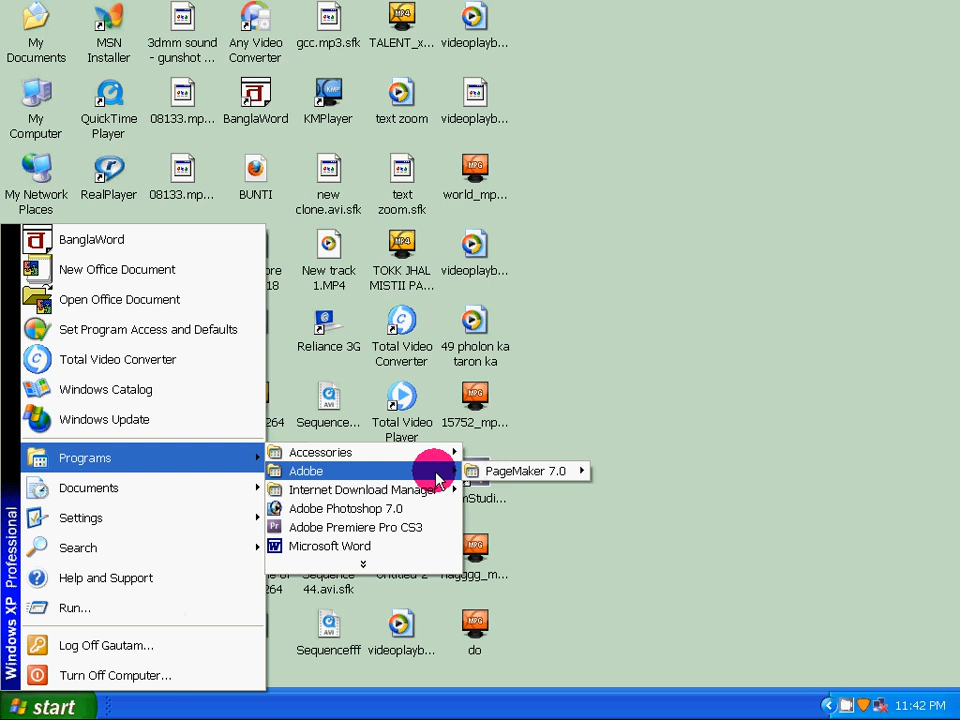 My
Documents
MSN
Installer
3dmm sound
- gunshot ...
Any Video
Converter
gcc.mp3.sfk
TALENT_x...
videoplayb...
My
Computer
QuickTime
Player
08133.mp...
BanglaWord
KMPlayer
text zoom
videoplayb...
My Network
Places
RealPlayer
08133.mp...
BUNTI
new
clone.avi.sfk
text
zoom.sfk
world_mp...
New track
1.MP4
TOKK JHAL
MISTII PA...
videoplayb...
18
Reliance 3G
Total Video
Converter
49 pholon ka
taron ka
264
Sequence...
Total Video
Player
15752_mp...
mStudi...
264
44.avi.sfk
hagggg_m...
Sequencefff
videoplayb...
do
BanglaWord
New Office Document
Open Office Document
Set Program Access and Defaults
Total Video Converter
Windows Catalog
Windows Update
Programs
Documents
Settings
Search
Help and Support
Run...
Log Off Gautam...
Turn Off Computer...
Windows XP Professional
Accessories
Adobe
Internet Download Manager
Adobe Photoshop 7.0
Adobe Premiere Pro CS3
Microsoft Word
PageMaker 7.0
start
11:42 PM